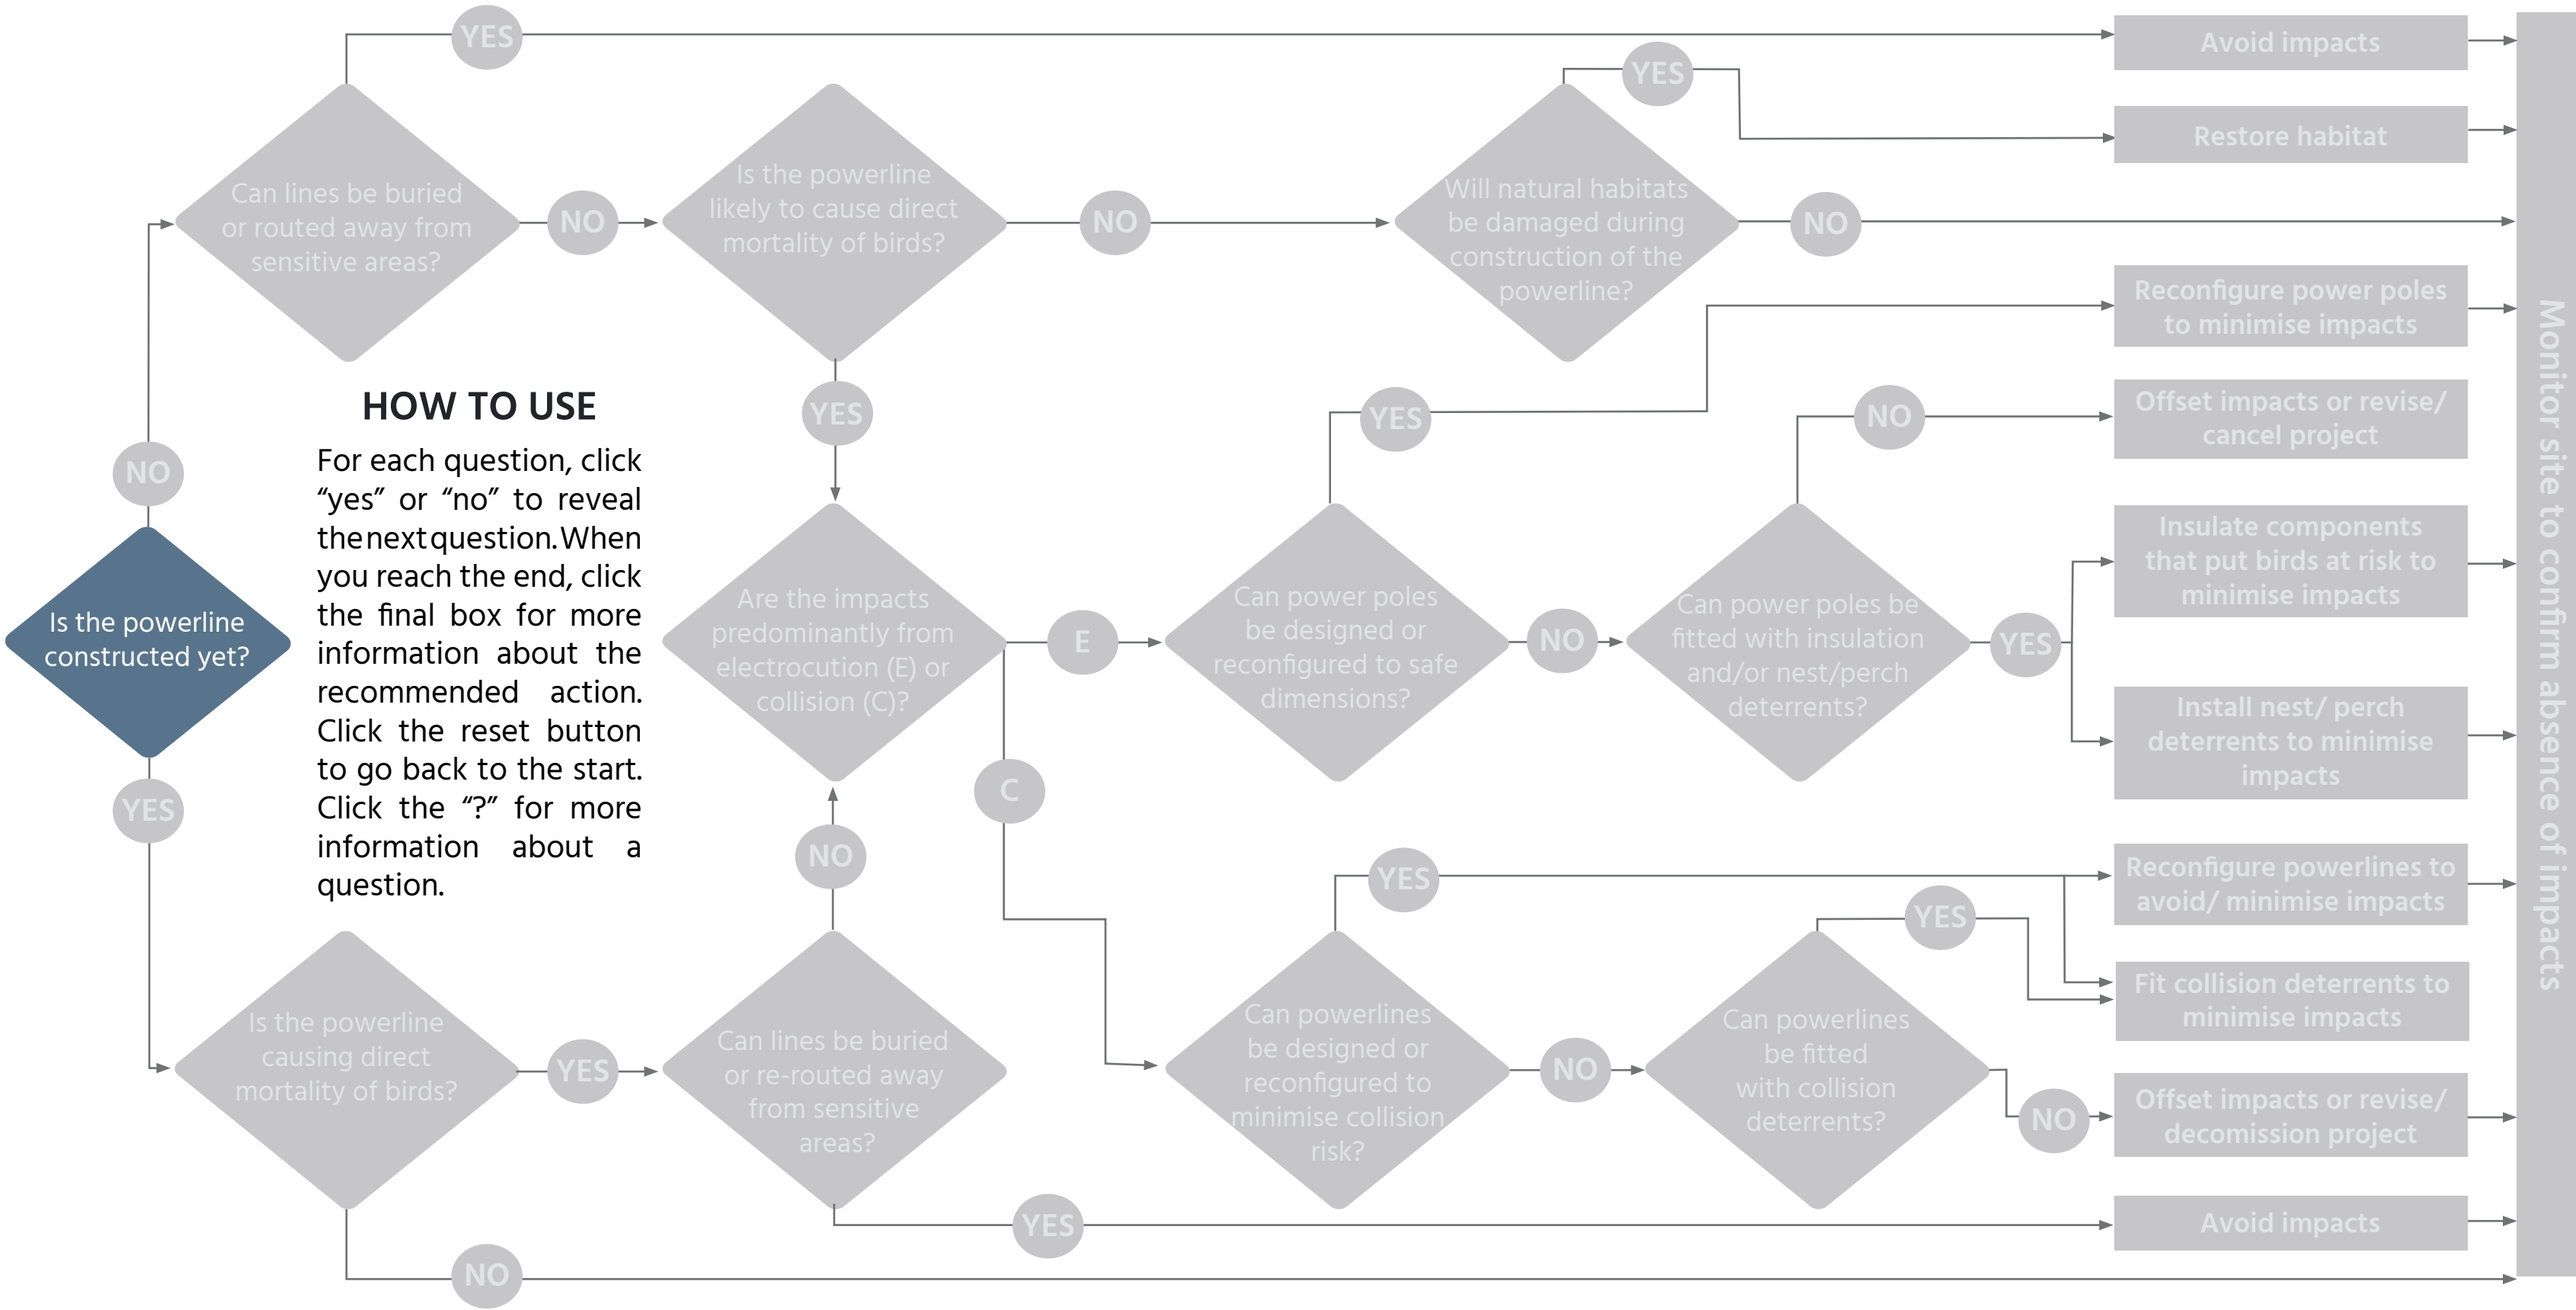 YES
Avoid impacts
YES
Restore habitat
Can lines be buried
or routed away from
sensitive areas?
NO
Is the powerline
likely to cause direct
mortality of birds?
NO
Will natural habitats
be damaged during
construction of the
powerline?
NO
Reconfigure power poles
to minimise impacts
HOW TO USE
For each question, click
“yes” or “no” to reveal
the next question. When
you reach the end, click
the final box for more
information about the
recommended action.
Click the reset button
to go back to the start.
Click the “?” for more
information about a
question.
YES
YES
NO
Offset impacts or revise/
cancel project
NO
Is the powerline
constructed yet?
YES
Are the impacts
predominantly from
electrocution (E) or
collision (C)?
E
Can power poles
be designed or
reconfigured to safe
dimensions?
NO
Can power poles be
fitted with insulation
and/or nest/perch
deterrents?
YES
Insulate components
that put birds at risk to
minimise impacts
Install nest/ perch
deterrents to minimise
impacts
C
NO
YES
Reconfigure powerlines to
avoid/ minimise impacts
YES
Fit collision deterrents to
minimise impacts
Is the powerline
causing direct
mortality of birds?
YES
Can lines be buried
or re-routed away
from sensitive
areas?
Can powerlines
be designed or
reconfigured to
minimise collision
risk?
NO
Can powerlines
be fitted
with collision
deterrents?
NO
Offset impacts or revise/
decomission project
YES
Avoid impacts
NO
Monitor site to confirm absence of impacts